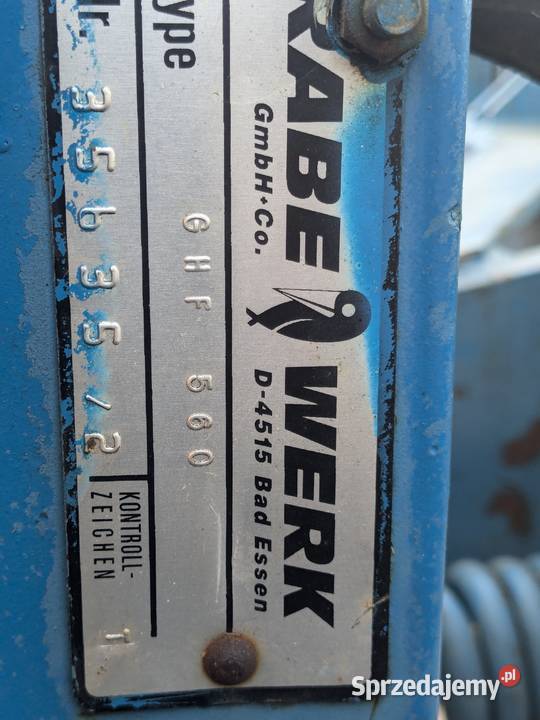 RABE WERK
GmbH+Co. D-4515 Bad Essen
Type GHF 560
Nr. 35635/2
KONTROLL-
ZEICHEN T
Sprzedajemy.pl